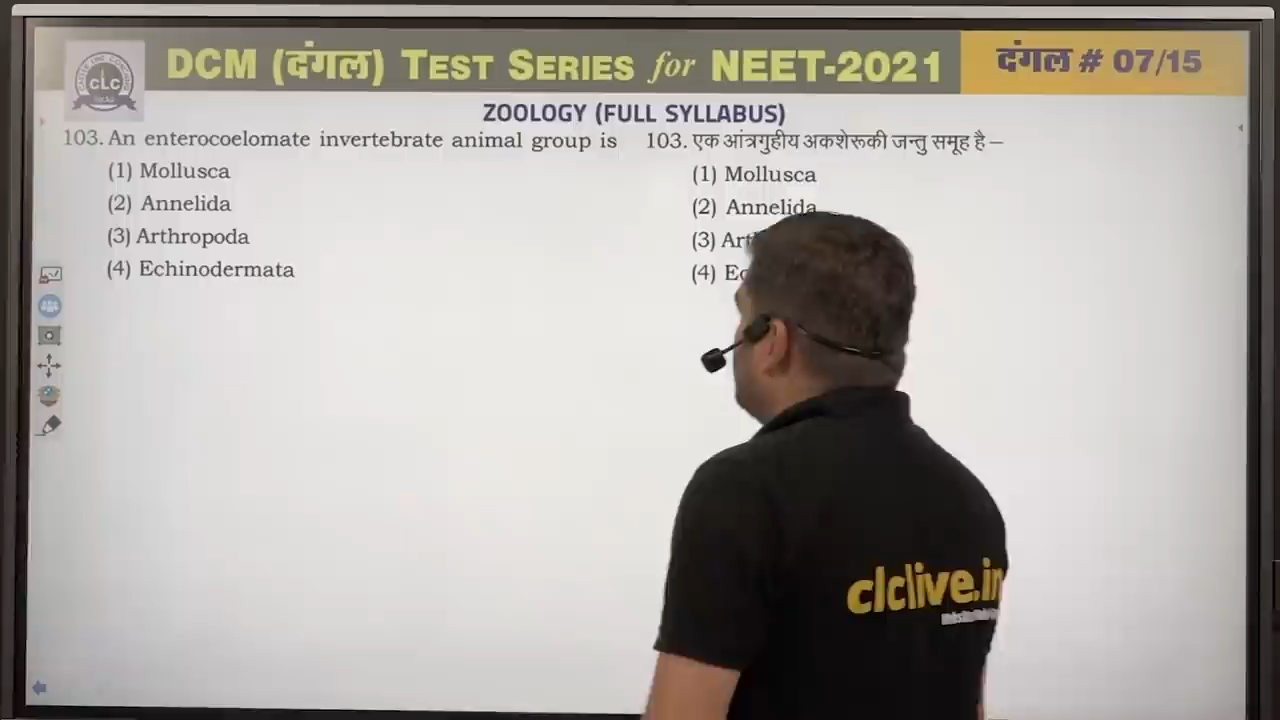 DCM (दंगल) TEST SERIES for NEET-2021
दंगल # 07/15
CLC
ZOOLOGY (FULL SYLLABUS)
103. An enterocoelomate invertebrate animal group is
(1) Mollusca
(2) Annelida
(3) Arthropoda
(4) Echinodermata
103. एक आंत्रगुहीय अकशेरूकी जन्तु समूह है –
(1) Mollusca
(2) Annelida
(3)
(4)
clclive.in